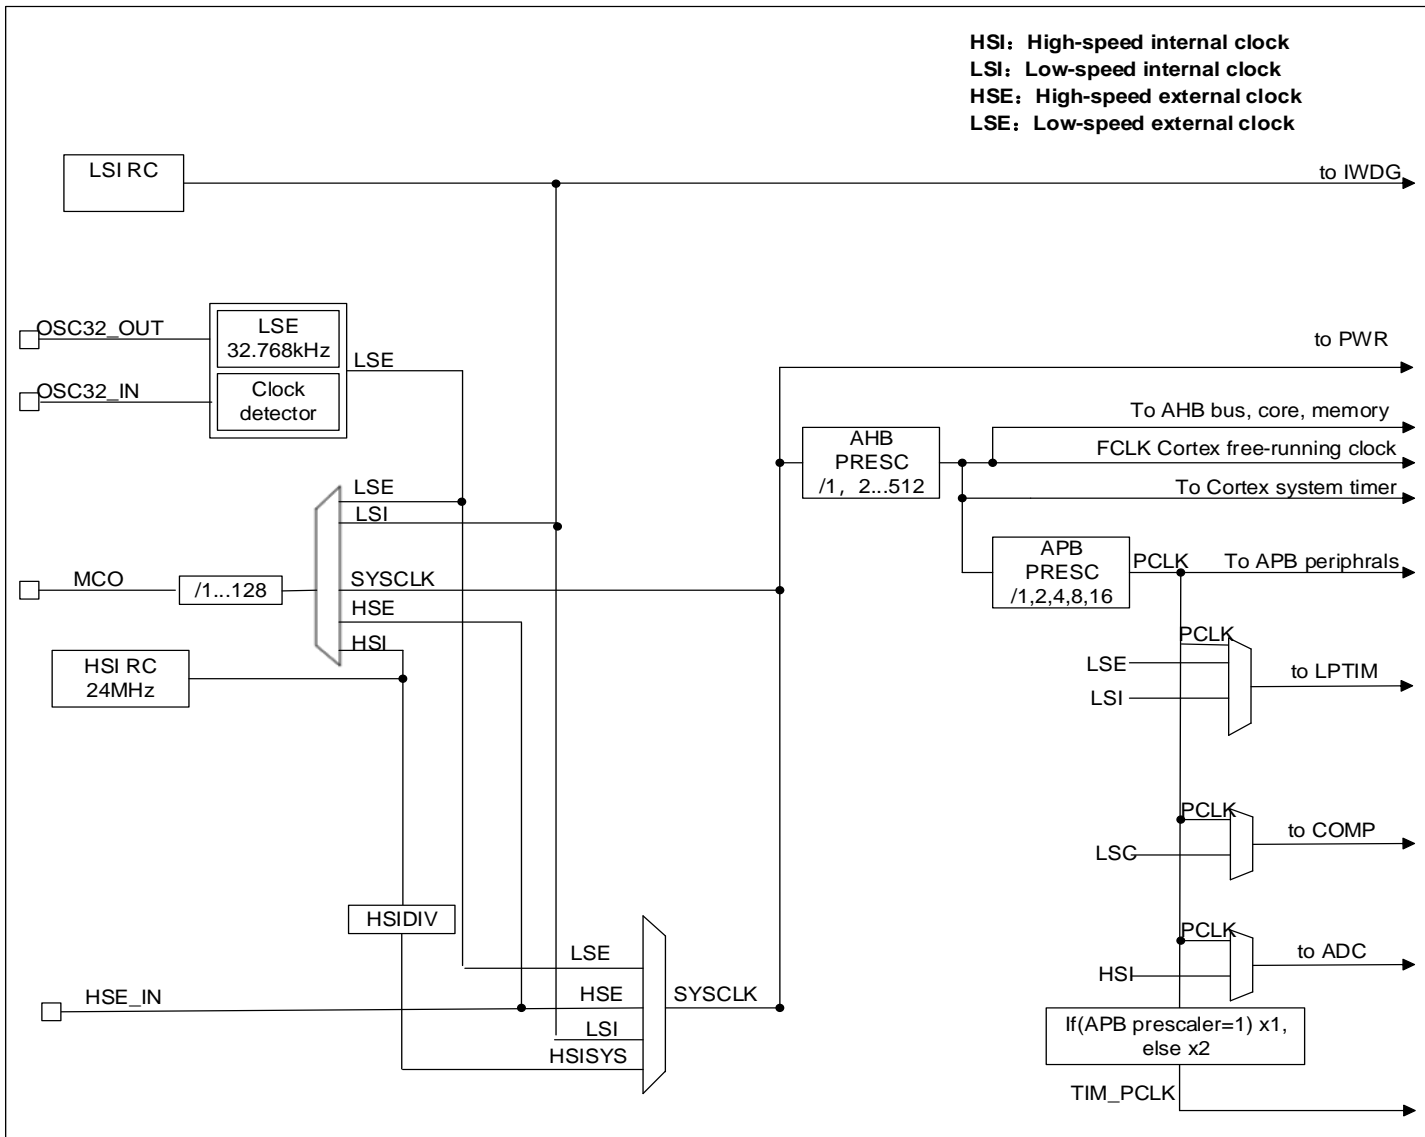 HSI：High-speed internal clock
LSI：Low-speed internal clock
HSE：High-speed external clock
LSE：Low-speed external clock
LSI RC
to IWDG
OSC32_OUT
LSE
32.768kHz
LSE
to PWR
OSC32_IN
Clock
detector
To AHB bus, core, memory
AHB
PRESC
/1，2...512
FCLK Cortex free-running clock
To Cortex system timer
LSE
LSI
MCO
/1...128
SYSCLK
HSE
HSI
APB
PRESC
/1,2,4,8,16
PCLK
To APB periphrals
HSI RC
24MHz
PCLK
LSE
LSI
to LPTIM
PCLK
LSC
to COMP
HSIDIV
PCLK
HSI
to ADC
LSE
HSE_IN
HSE
SYSCLK
LSI
HSISYS
If(APB prescaler=1) x1,
else x2
TIM_PCLK